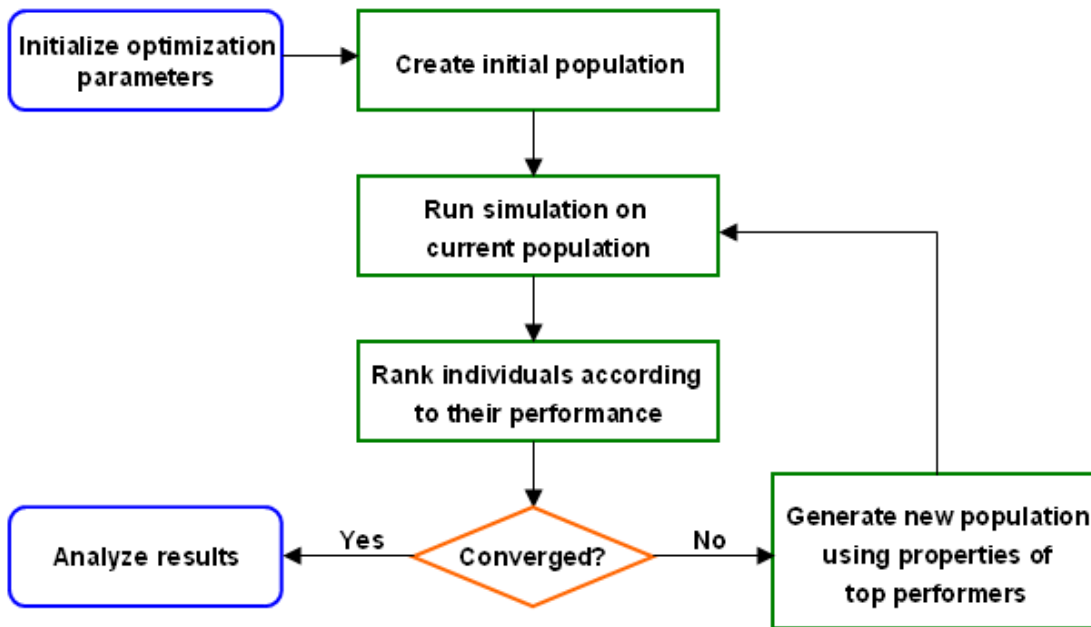 Initialize optimization
parameters
Create initial population
Run simulation on
current population
Rank individuals according
to their performance
Converged?
Yes
No
Analyze results
Generate new population
using properties of
top performers